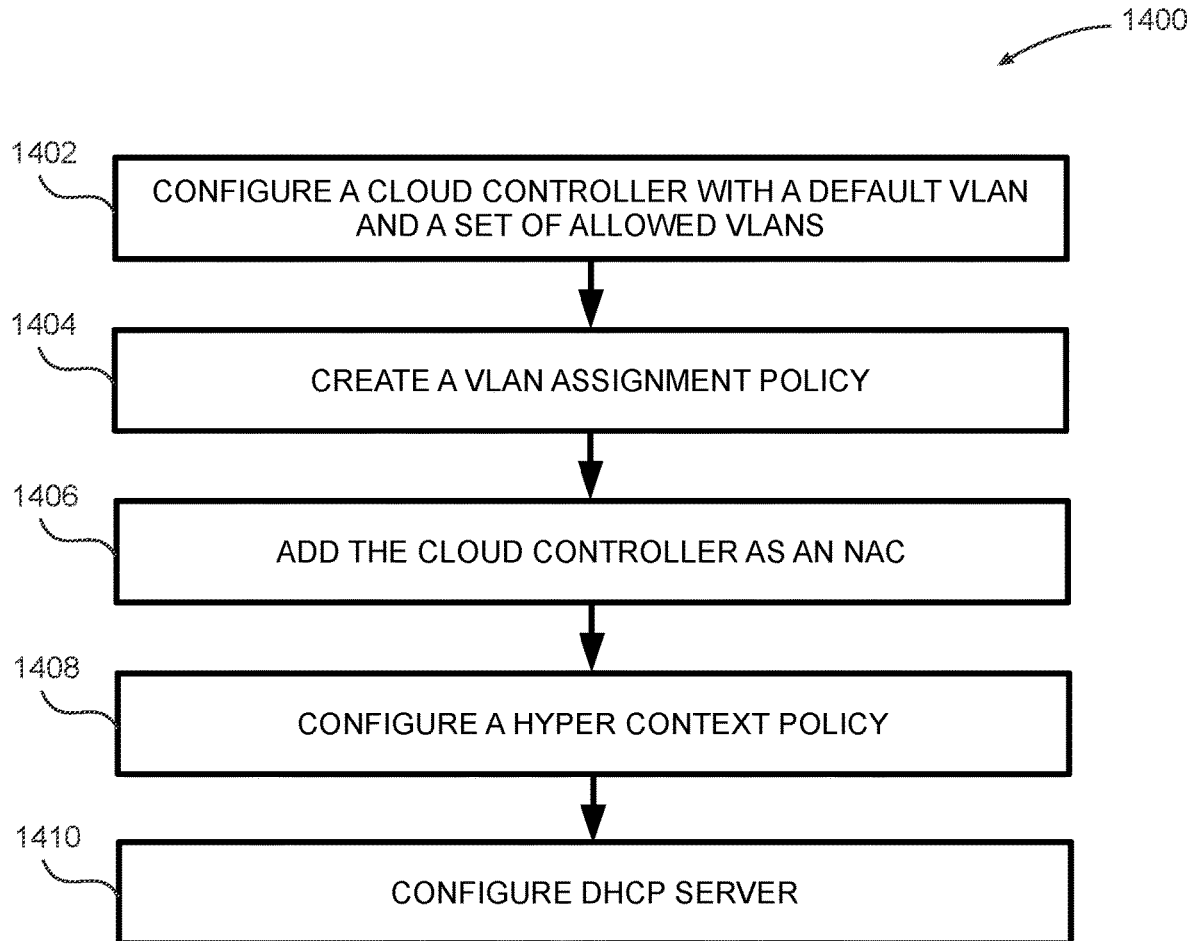 1400
1402
CONFIGURE A CLOUD CONTROLLER WITH A DEFAULT VLAN
AND A SET OF ALLOWED VLANS
1404
CREATE A VLAN ASSIGNMENT POLICY
1406
ADD THE CLOUD CONTROLLER AS AN NAC
1408
CONFIGURE A HYPER CONTEXT POLICY
1410
CONFIGURE DHCP SERVER